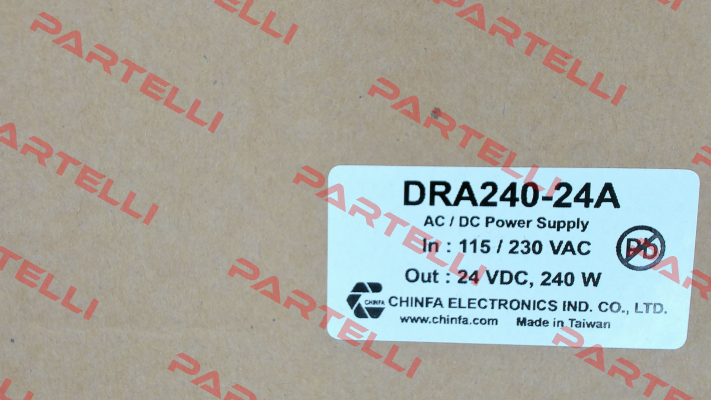 PARTELLI
PARTELLI
PARTELLI
PARTELLI
PARTELLI
PARTELLI
PARTELLI
DRA240-24A
AC / DC Power Supply
In : 115 / 230 VAC
Pb
Out : 24 VDC, 240 W
CHINFA
CHINFA ELECTRONICS IND. CO., LTD.
www.chinfa.com Made in Taiwan